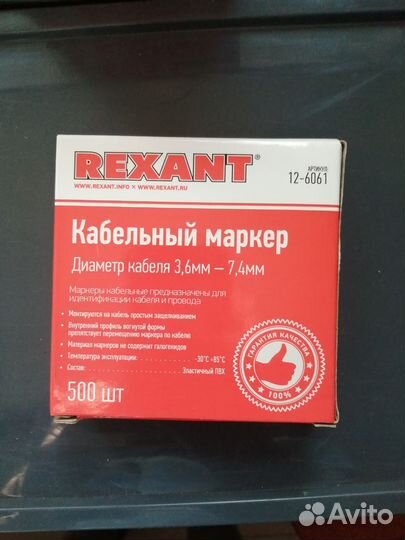 REXANT®
WWW.REXANT.INFO × WWW.REXANT.RU
АРТИКУЛ:
12-6061
Кабельный маркер
Диаметр кабеля 3,6мм – 7,4мм
Маркеры кабельные предназначены для
идентификации кабеля и провода
• Монтируются на кабель простым защелкиванием
• Внутренний профиль вогнутой формы
препятствует перемещению маркера по кабелю
• Материал маркеров не содержит галогенидов
• Температура эксплуатации: -30°С +85°С
• Состав: Эластичный ПВХ
500 шт
ГАРАНТИЯ КАЧЕСТВА
100%
Avito